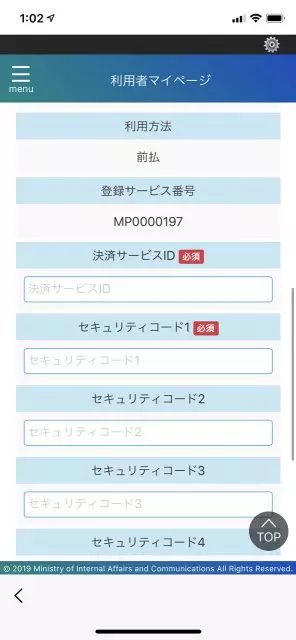 1:02
利用者マイページ
menu
利用方法
前払
登録サービス番号
MP0000197
決済サービスID 必須
決済サービスID
セキュリティコード1 必須
セキュリティコード1
セキュリティコード2
セキュリティコード2
セキュリティコード3
セキュリティコード3
TOP
セキュリティコード4
© 2019 Ministry of Internal Affairs and Communications All Rights Reserved.